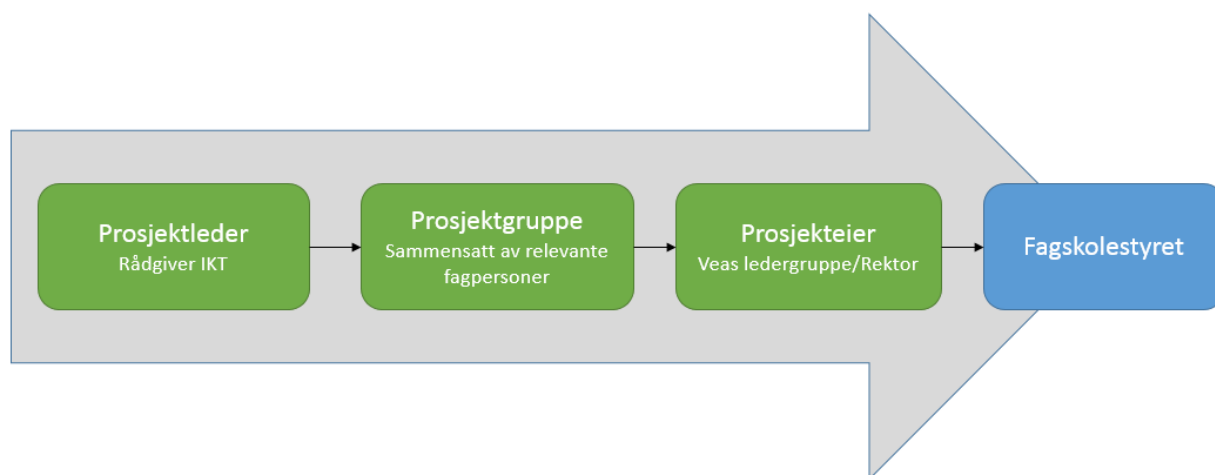 Prosjektleder
Rådgiver IKT
Prosjektgruppe
Sammensatt av relevante
fagpersoner
Prosjekteier
Veas ledergruppe/Rektor
Fagskolestyret